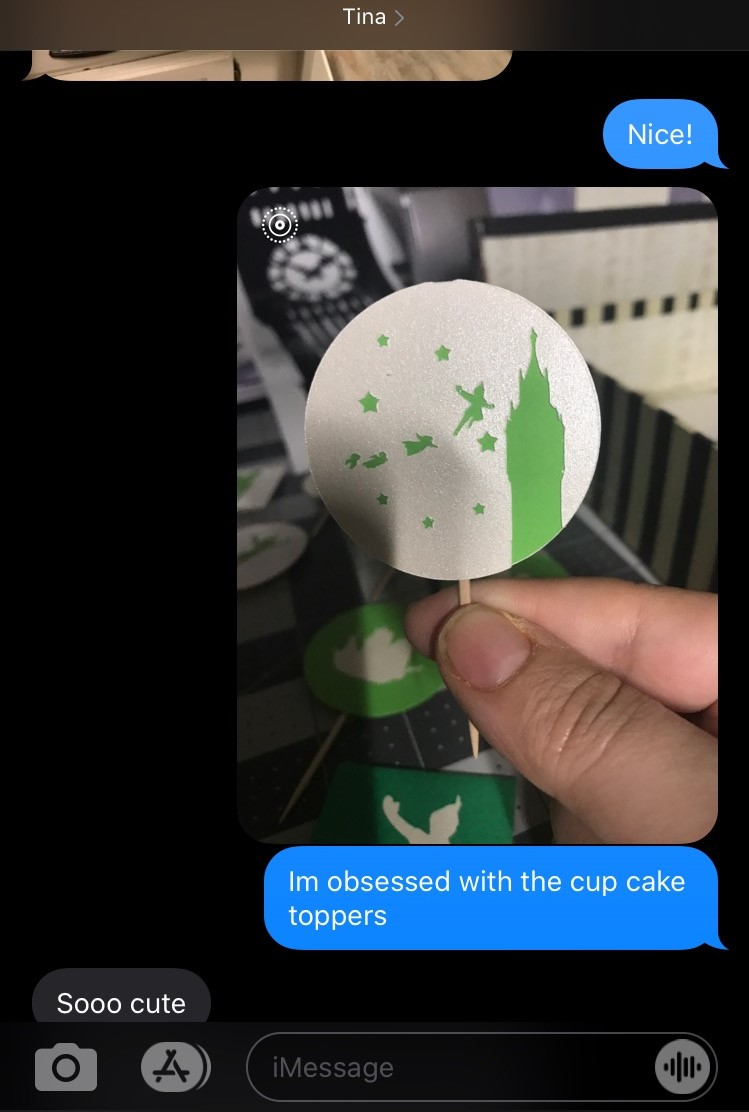 Tina
Nice!
Im obsessed with the cup cake
toppers
Sooo cute
iMessage